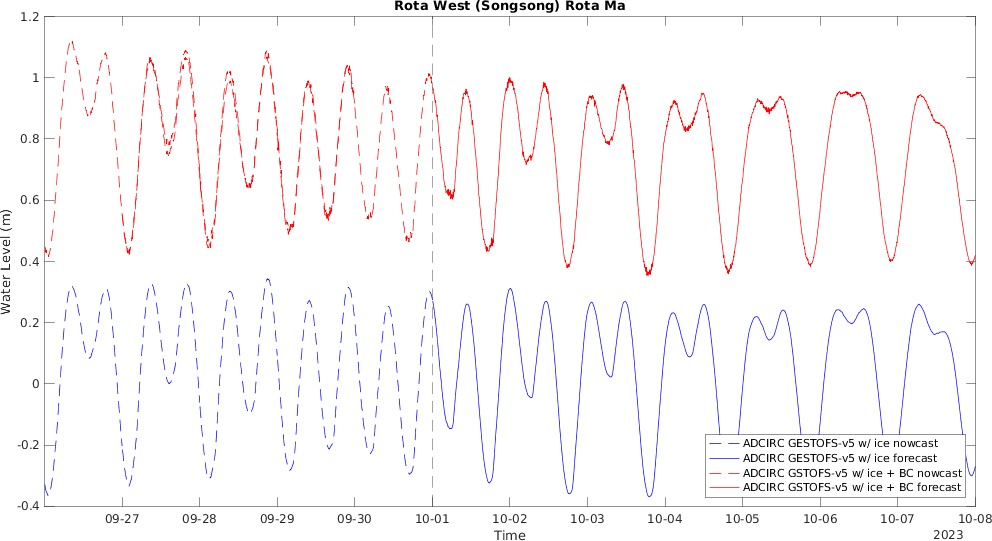 Rota West (Songsong) Rota Ma
1.2
1
0.8
0.6
0.4
0.2
0
-0.2
-0.4
Water Level (m)
ADCIRC GESTOFS-v5 w/ ice nowcast
ADCIRC GESTOFS-v5 w/ ice forecast
ADCIRC GSTOFS-v5 w/ ice + BC nowcast
ADCIRC GSTOFS-v5 w/ ice + BC forecast
09-27 09-28 09-29 09-30 10-01 10-02 10-03 10-04 10-05 10-06 10-07 10-08
Time
2023